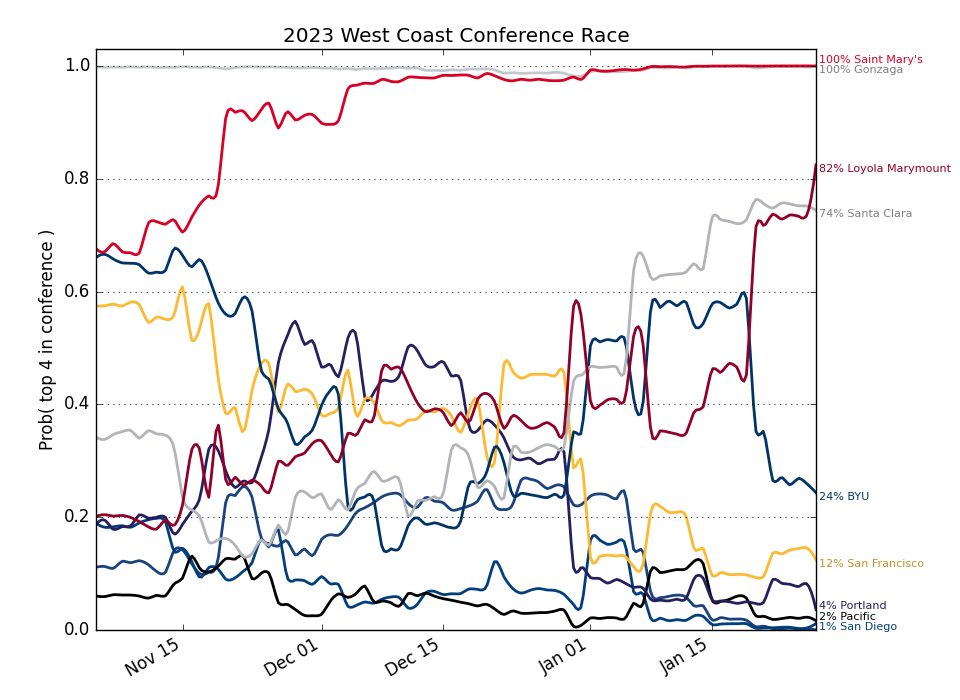 2023 West Coast Conference Race
Prob( top 4 in conference )
1.0
0.8
0.6
0.4
0.2
0.0
Nov 15
Dec 01
Dec 15
Jan 01
Jan 15
100% Saint Mary's
100% Gonzaga
82% Loyola Marymount
74% Santa Clara
24% BYU
12% San Francisco
4% Portland
2% Pacific
1% San Diego